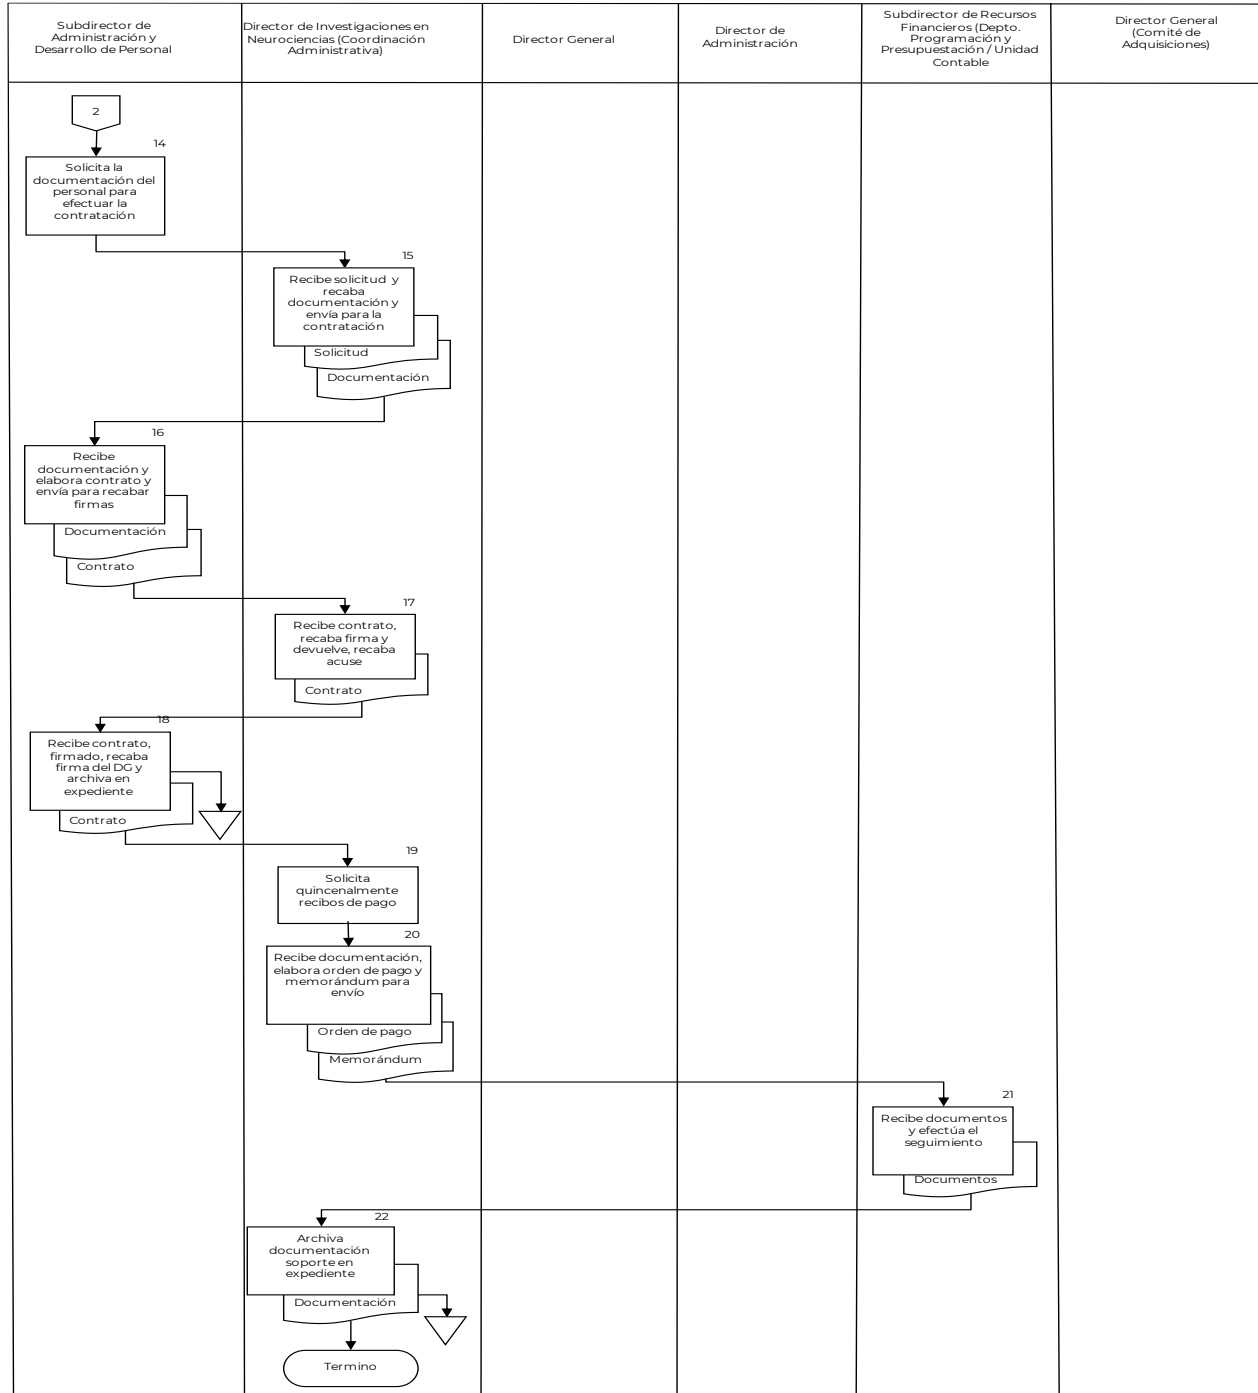 Subdirector de
Administración y
Desarrollo de Personal
Director de Investigaciones en
Neurociencias (Coordinación
Administrativa)
Director General
Director de
Administración
Subdirector de Recursos
Financieros (Depto.
Programación y
Presupuestación / Unidad
Contable
Director General
(Comité de
Adquisiciones)
2
14
Solicita la
documentación del
personal para
efectuar la
contratación
15
Recibe solicitud y
recaba
documentación y
envía para la
contratación
Solicitud
Documentación
16
Recibe
documentación y
elabora contrato y
envía para recabar
firmas
Documentación
Contrato
17
Recibe contrato,
recaba firma y
devuelve, recaba
acuse
Contrato
18
Recibe contrato,
firmado, recaba
firma del DG y
archiva en
expediente
Contrato
19
Solicita
quincenalmente
recibos de pago
20
Recibe documentación,
elabora orden de pago y
memorándum para
envío
Orden de pago
Memorándum
21
Recibe documentos
y efectúa el
seguimiento
Documentos
22
Archiva
documentación
soporte en
expediente
Documentación
Termino